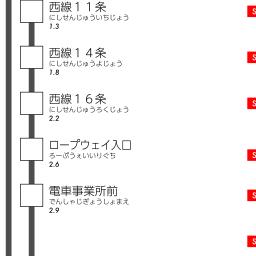 西線１１条
にしせんじゅういちじょう
1.3
S
西線１４条
にしせんじゅうよじょう
1.8
S
西線１６条
にしせんじゅうろくじょう
2.2
S
ロープウェイ入口
ろーぷうぇいいりぐち
2.6
S
電車事業所前
でんしゃじぎょうしょまえ
2.9
S
S